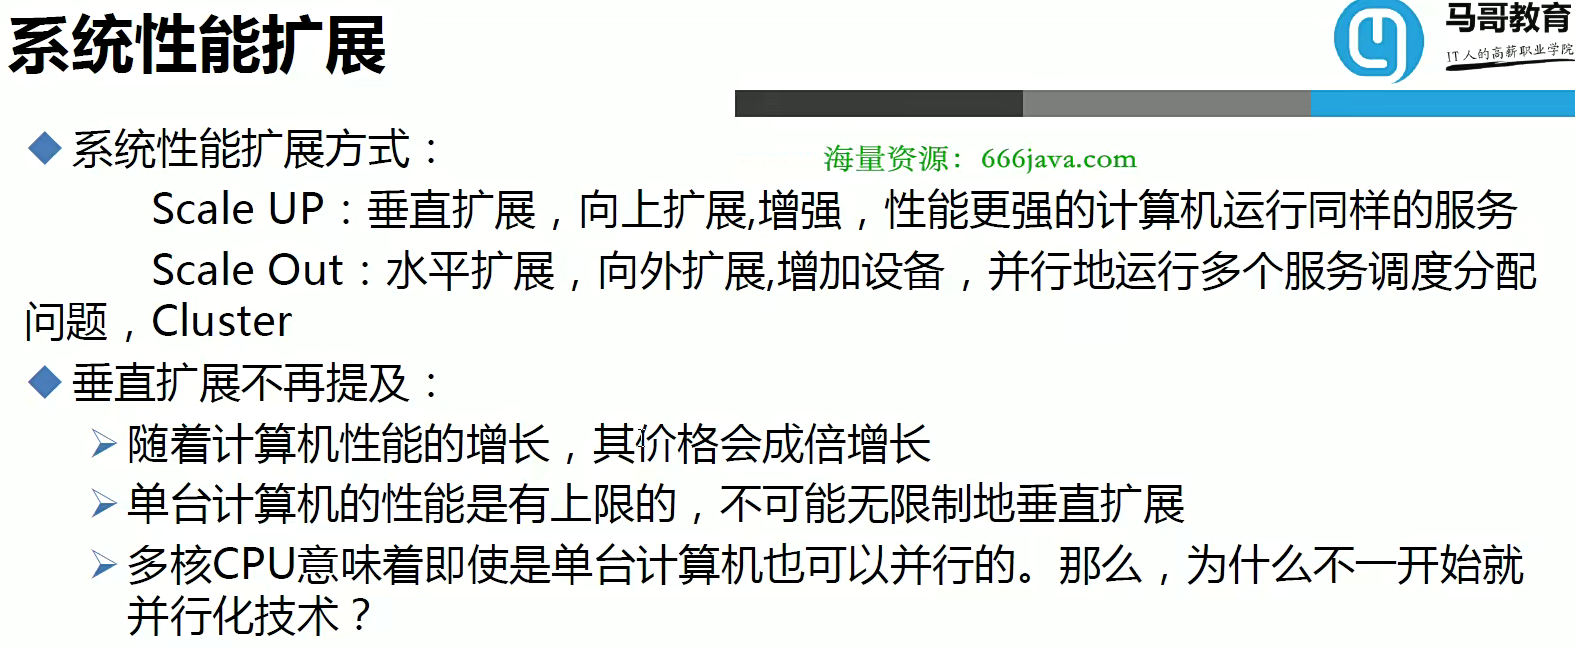 系统性能扩展
马哥教育
IT人的高薪职业学院
系统性能扩展方式：
海量资源：666java.com
Scale UP：垂直扩展，向上扩展,增强，性能更强的计算机运行同样的服务
Scale Out：水平扩展，向外扩展,增加设备，并行地运行多个服务调度分配
问题，Cluster
垂直扩展不再提及：
随着计算机性能的增长，其价格会成倍增长
单台计算机的性能是有上限的，不可能无限制地垂直扩展
多核CPU意味着即使是单台计算机也可以并行的。那么，为什么不一开始就
并行化技术？